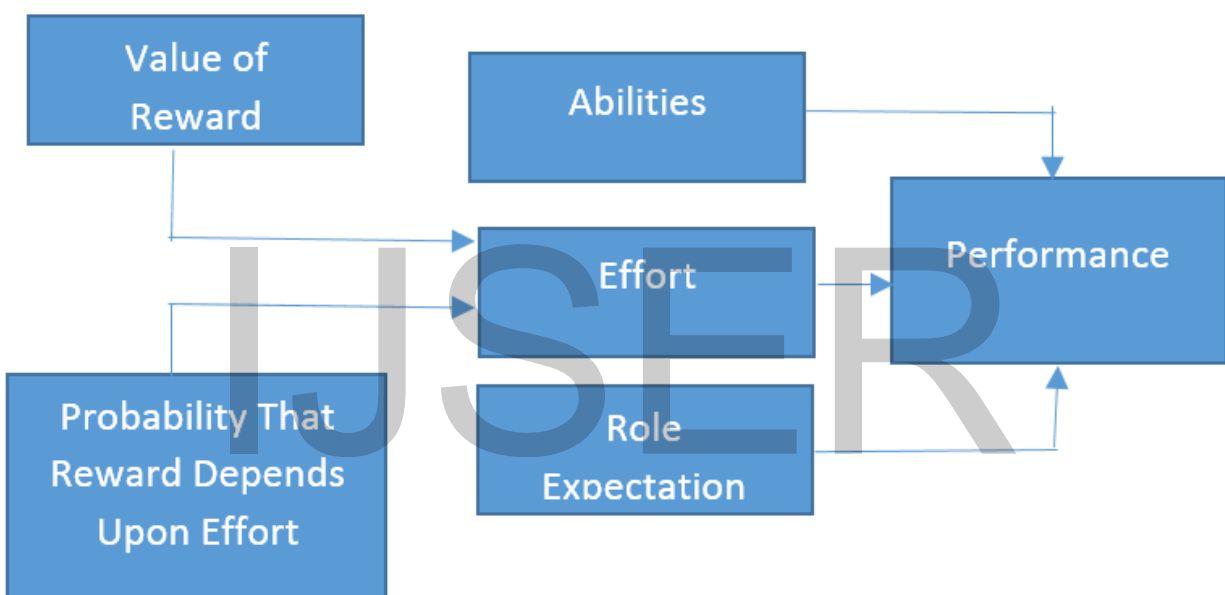 Value of
Reward
Abilities
Effort
Performance
Probability That
Reward Depends
Upon Effort
Role
Expectation
IJSER